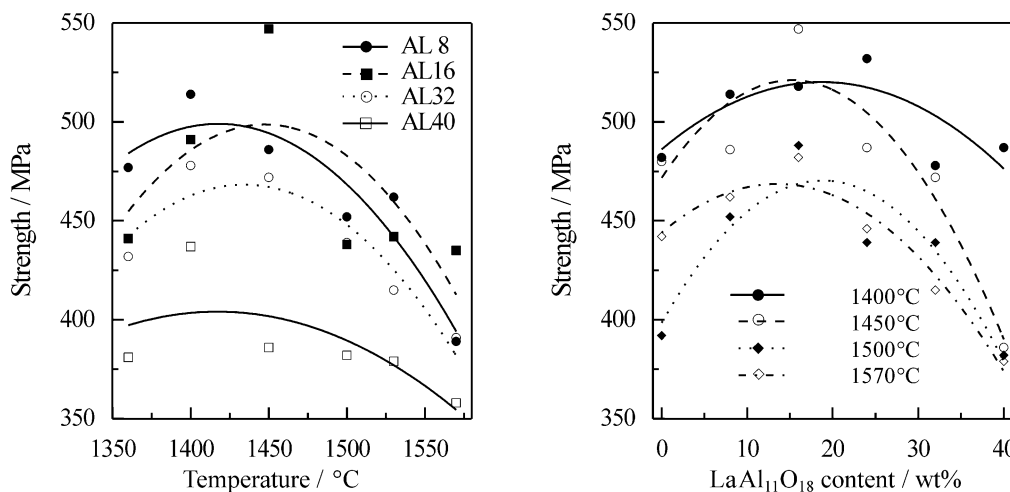 550
500
450
400
350
Strength / MPa
1350
1400
1450
1500
1550
Temperature / °C
AL 8
AL16
AL32
AL40
550
500
450
400
350
Strength / MPa
0
10
20
30
40
LaAl₁₁O₁₈ content / wt%
1400°C
1450°C
1500°C
1570°C